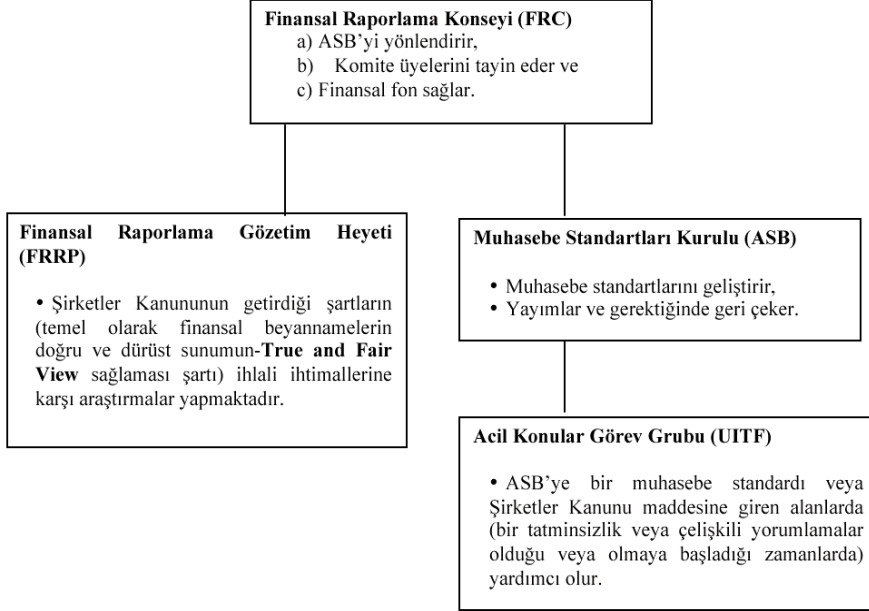 Finansal Raporlama Konseyi (FRC)
a) ASB'yi yönlendirir,
b) Komite üyelerini tayin eder ve
c) Finansal fon sağlar.
Finansal Raporlama Gözetim Heyeti
(FRRP)
• Şirketler Kanununun getirdiği şartların
(temel olarak finansal beyannamelerin
doğru ve dürüst sunumun-True and Fair
View sağlaması şartı) ihlali ihtimallerine
karşı araştırmalar yapmaktadır.
Muhasebe Standartları Kurulu (ASB)
• Muhasebe standartlarını geliştirir,
• Yayımlar ve gerektiğinde geri çeker.
Acil Konular Görev Grubu (UITF)
• ASB'ye bir muhasebe standardı veya
Şirketler Kanunu maddesine giren alanlarda
(bir tatminsizlik veya çelişkili yorumlamalar
olduğu veya olmaya başladığı zamanlarda)
yardımcı olur.